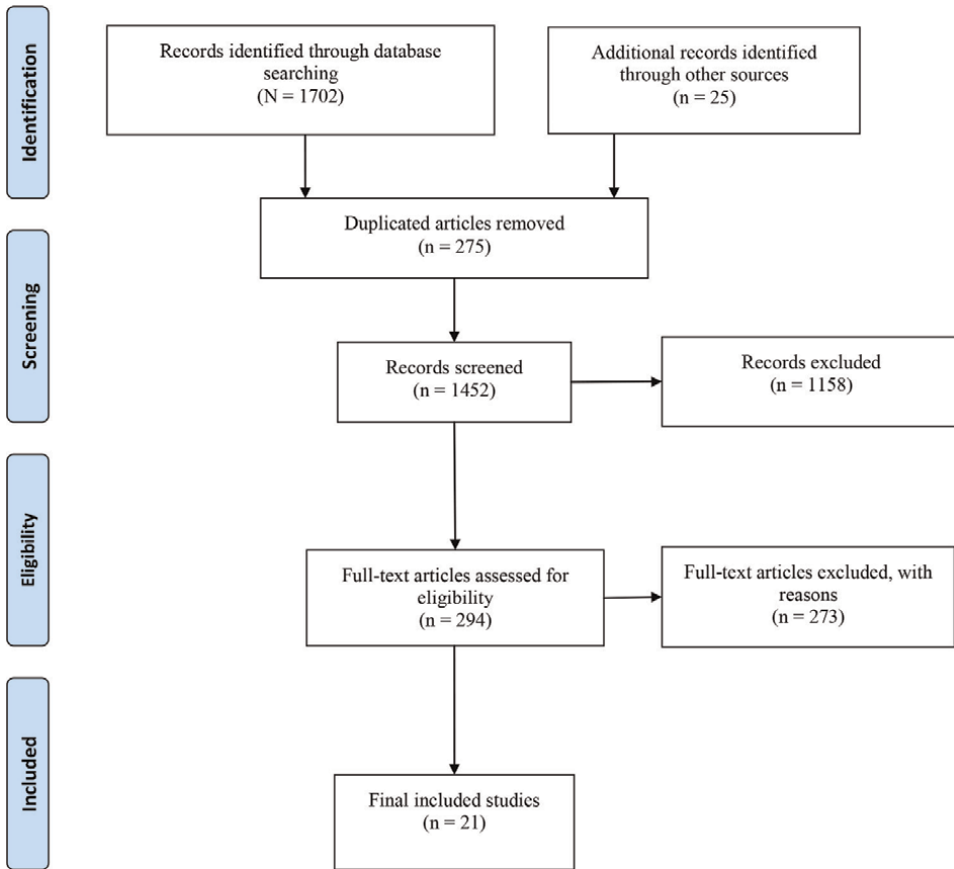 Identification
Records identified through database
searching
(N = 1702)
Additional records identified
through other sources
(n = 25)
Duplicated articles removed
(n = 275)
Screening
Records screened
(n = 1452)
Records excluded
(n = 1158)
Eligibility
Full-text articles assessed for
eligibility
(n = 294)
Full-text articles excluded, with
reasons
(n = 273)
Included
Final included studies
(n = 21)